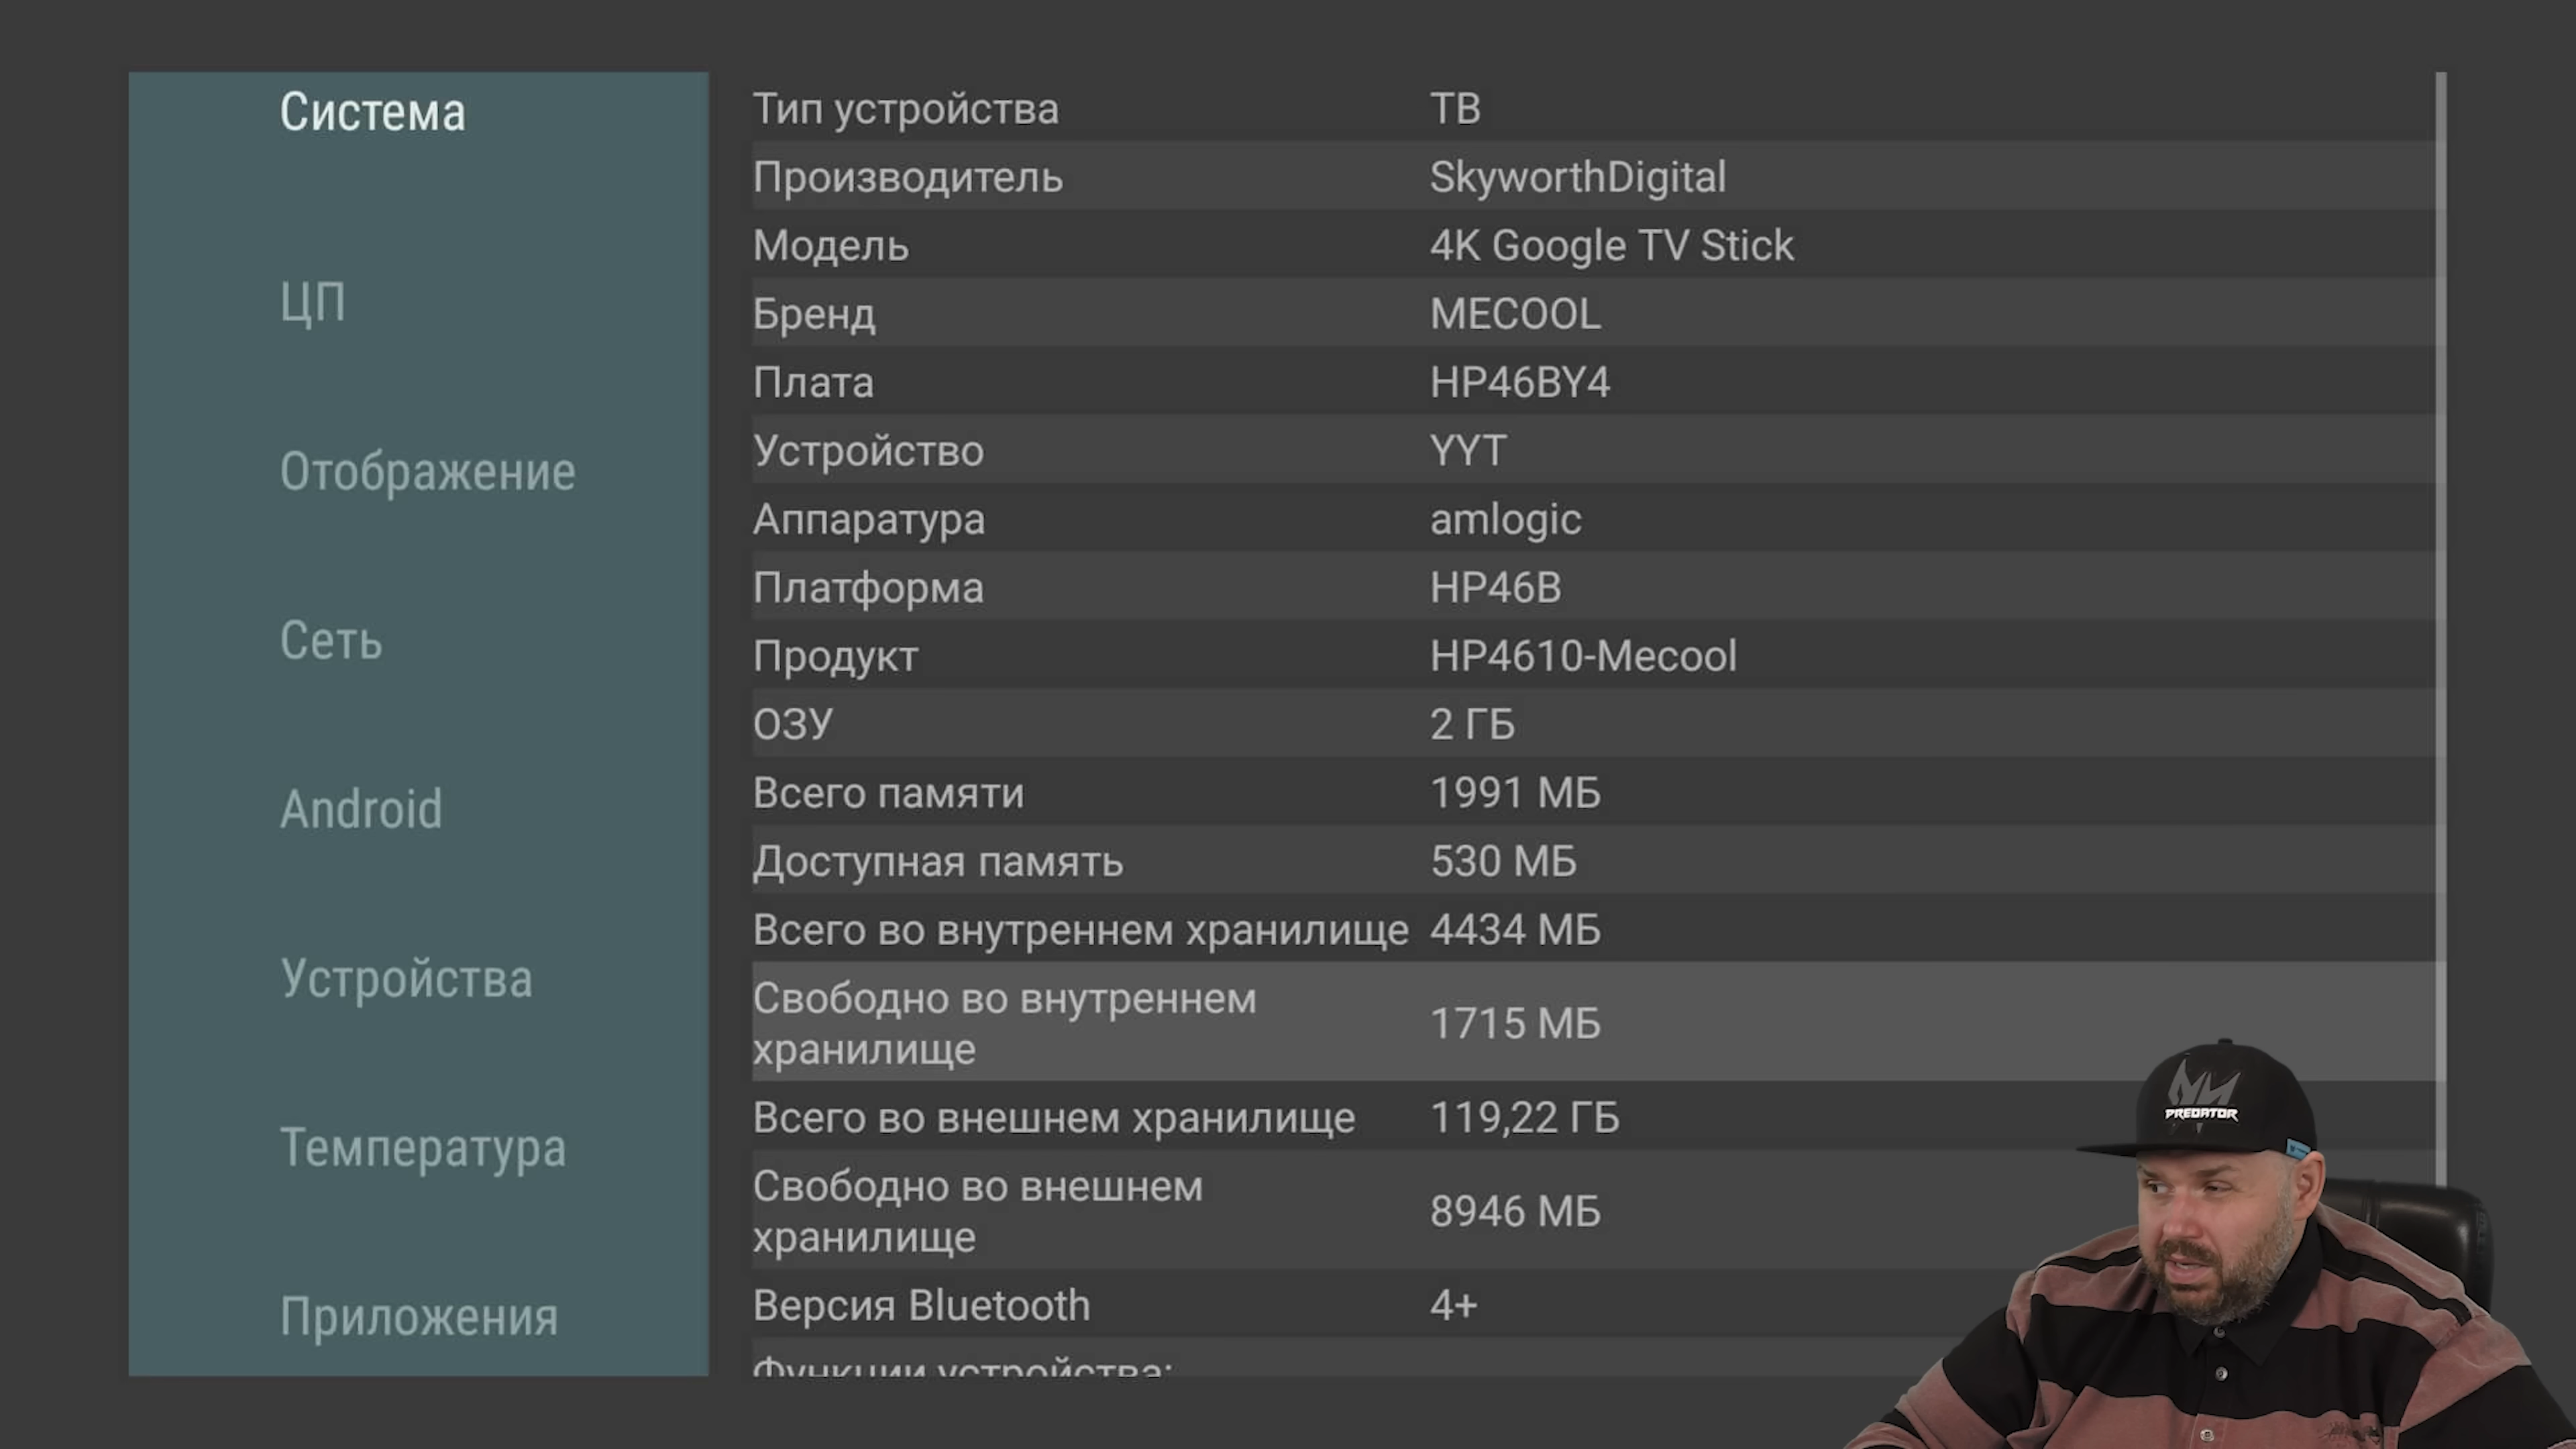 Система
ЦП
Отображение
Сеть
Android
Устройства
Температура
Приложения
Тип устройства ТВ
Производитель SkyworthDigital
Модель 4K Google TV Stick
Бренд MECOOL
Плата HP46BY4
Устройство YYT
Аппаратура amlogic
Платформа HP46B
Продукт HP4610-Mecool
ОЗУ 2 ГБ
Всего памяти 1991 МБ
Доступная память 530 МБ
Всего во внутреннем хранилище 4434 МБ
Свободно во внутреннем
хранилище 1715 МБ
Всего во внешнем хранилище 119,22 ГБ
Свободно во внешнем
хранилище 8946 МБ
Версия Bluetooth 4+
Функции устройства:
PREDATOR